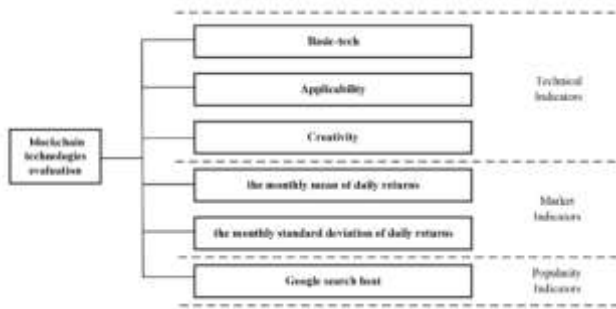 Basic-tech
Technical
Indicators
Applicability
Creativity
blockchain
technologies
evaluation
the monthly mean of daily returns
Market
Indicators
the monthly standard deviation of daily returns
Google search heat
Popularity
Indicators